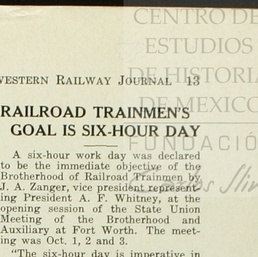 CENTRO DE
ESTUDIOS
DE HISTORIA
DE MEXICO
FUNDACIÓ
WESTERN RAILWAY JOURNAL 13
RAILROAD TRAINMEN'S
GOAL IS SIX-HOUR DAY
A six-hour work day was declared
to be the immediate objective of the
Brotherhood of Railroad Trainmen by
J. A. Zanger, vice president represent-
ing President A. F. Whitney, at the
opening session of the State Union
Meeting of the Brotherhood and
Auxiliary at Fort Worth. The meet-
ing was Oct. 1, 2 and 3.
"The six-hour day is imperative in